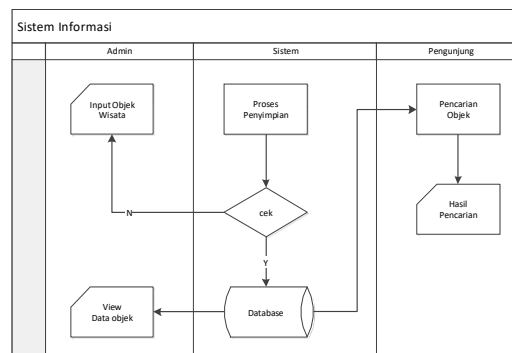 Sistem Informasi
Admin
Sistem
Pengunjung
Input Objek
Wisata
Proses
Penyimpian
Pencarian
Objek
N
cek
Hasil
Pencarian
Y
View
Data objek
Database